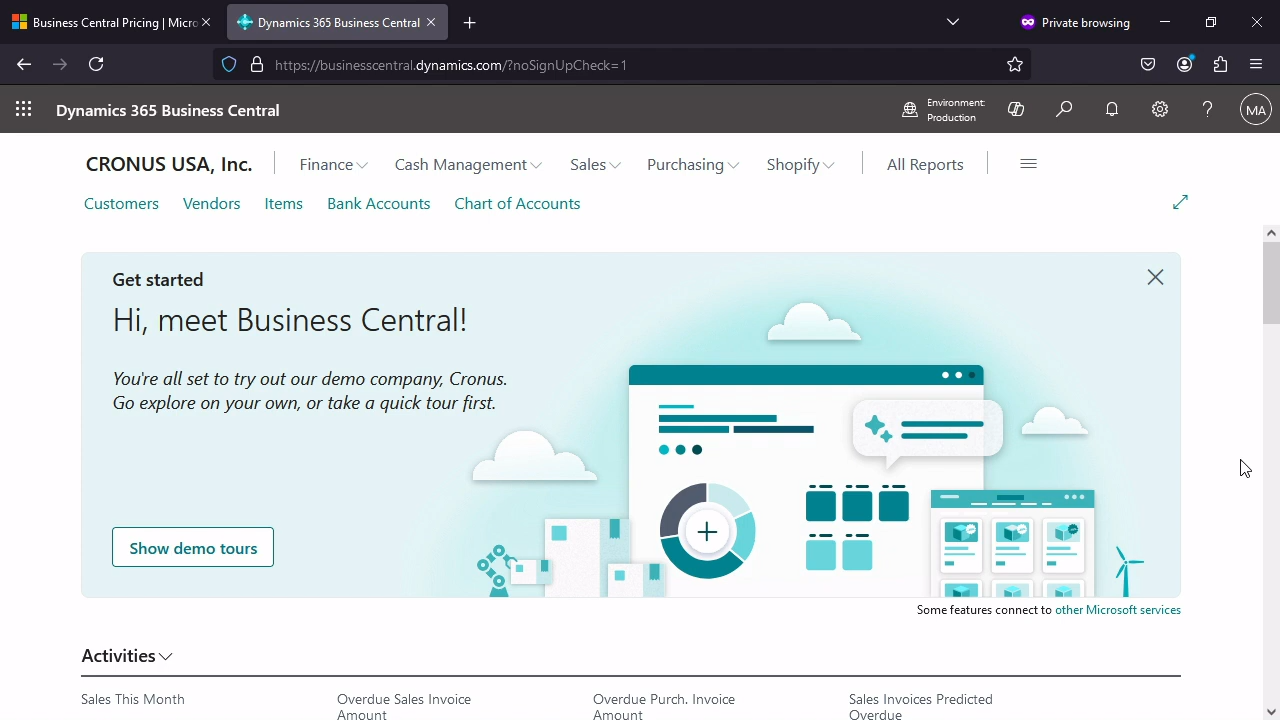 Business Central Pricing | Micro
Dynamics 365 Business Central
Private browsing
https://businesscentral.dynamics.com/?noSignUpCheck=1
Dynamics 365 Business Central
Environment:
Production
MA
CRONUS USA, Inc.
Finance
Cash Management
Sales
Purchasing
Shopify
All Reports
Customers
Vendors
Items
Bank Accounts
Chart of Accounts
Get started
Hi, meet Business Central!
You're all set to try out our demo company, Cronus.
Go explore on your own, or take a quick tour first.
Show demo tours
Some features connect to other Microsoft services
Activities
Sales This Month
Overdue Sales Invoice
Amount
Overdue Purch. Invoice
Amount
Sales Invoices Predicted
Overdue